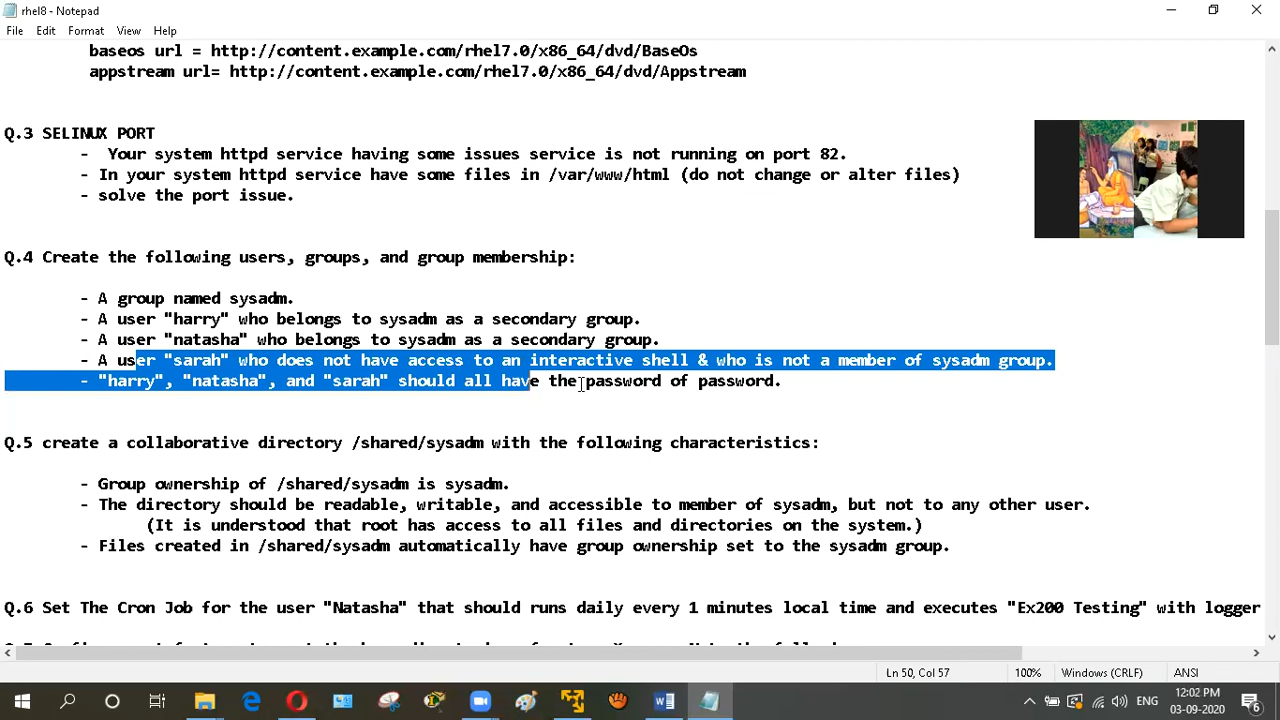 rhel8 - Notepad
File Edit Format View Help
baseos url = http://content.example.com/rhel7.0/x86_64/dvd/BaseOs
appstream url= http://content.example.com/rhel7.0/x86_64/dvd/Appstream
Q.3 SELINUX PORT
- Your system httpd service having some issues service is not running on port 82.
- In your system httpd service have some files in /var/www/html (do not change or alter files)
- solve the port issue.
Q.4 Create the following users, groups, and group membership:
- A group named sysadm.
- A user "harry" who belongs to sysadm as a secondary group.
- A user "natasha" who belongs to sysadm as a secondary group.
- A user "sarah" who does not have access to an interactive shell & who is not a member of sysadm group.
- "harry", "natasha", and "sarah" should all have the password of password.
Q.5 create a collaborative directory /shared/sysadm with the following characteristics:
- Group ownership of /shared/sysadm is sysadm.
- The directory should be readable, writable, and accessible to member of sysadm, but not to any other user.
(It is understood that root has access to all files and directories on the system.)
- Files created in /shared/sysadm automatically have group ownership set to the sysadm group.
Q.6 Set The Cron Job for the user "Natasha" that should runs daily every 1 minutes local time and executes "Ex200 Testing" with logger
Ln 50, Col 57 100% Windows (CRLF) ANSI
ENG 12:02 PM
03-09-2020 6